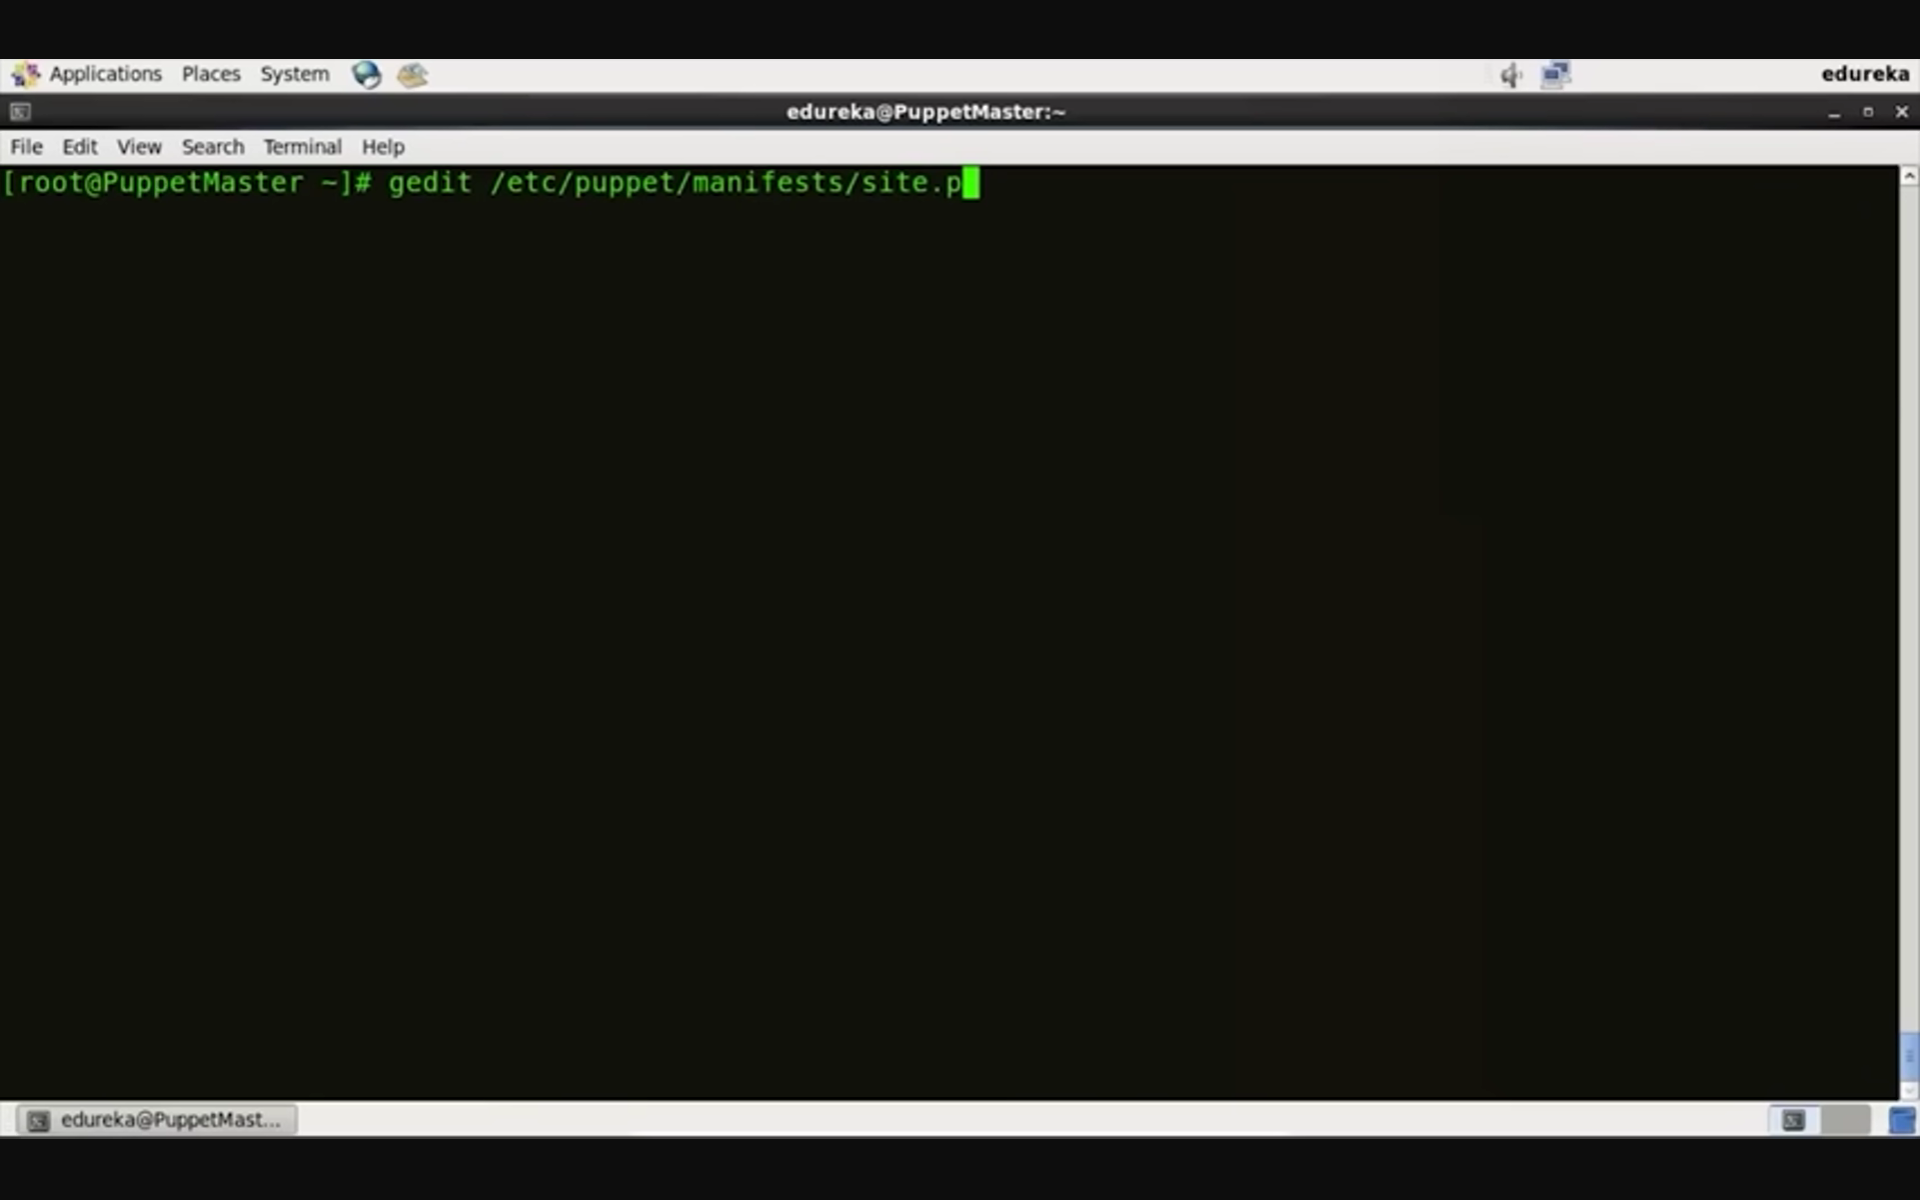 Applications Places System edureka
edureka@PuppetMaster:~
File Edit View Search Terminal Help
[root@PuppetMaster ~]# gedit /etc/puppet/manifests/site.p
edureka@PuppetMast...